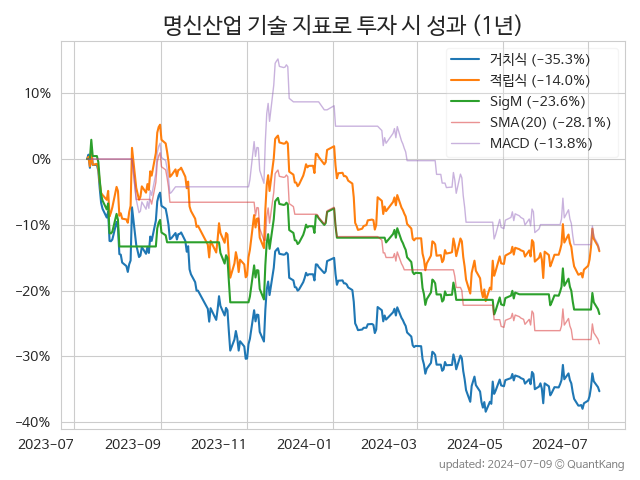 명신산업 기술 지표로 투자 시 성과 (1년)
거치식 (−35.3%)
적립식 (−14.0%)
SigM (−23.6%)
SMA(20) (−28.1%)
MACD (−13.8%)
10%
0%
−10%
−20%
−30%
−40%
2023-07 2023-09 2023-11 2024-01 2024-03 2024-05 2024-07
updated: 2024-07-09 © QuantKang